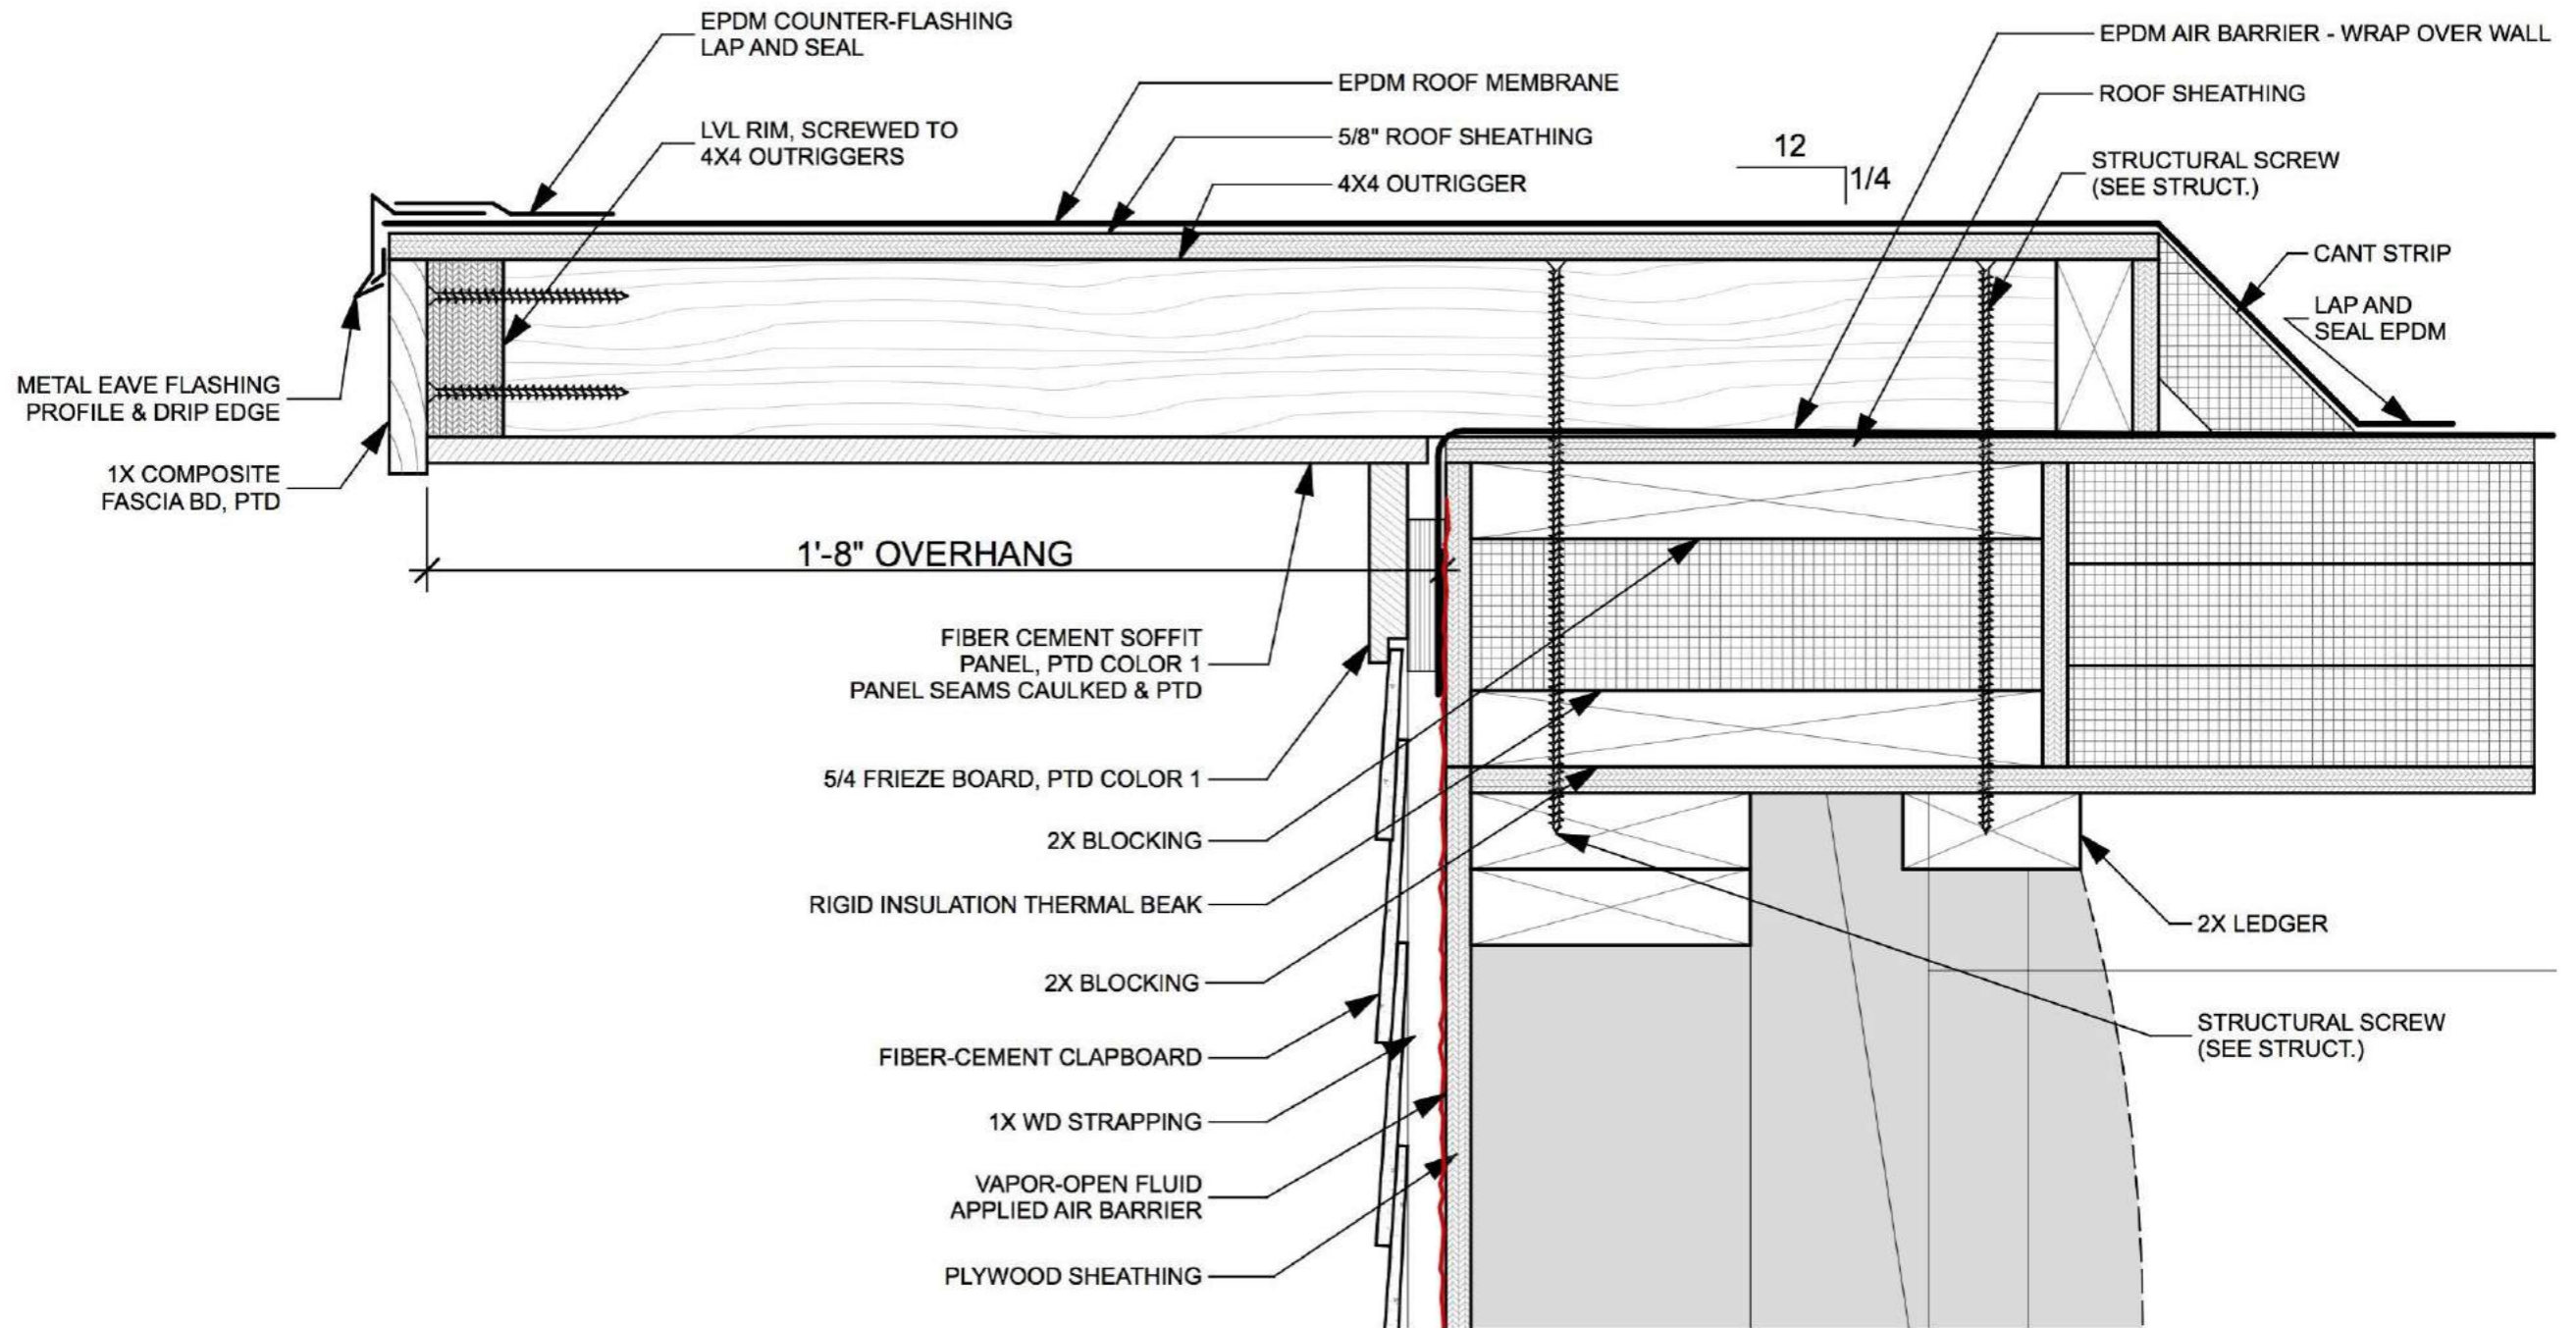 EPDM COUNTER-FLASHING
LAP AND SEAL
LVL RIM, SCREWED TO
4X4 OUTRIGGERS
EPDM ROOF MEMBRANE
5/8" ROOF SHEATHING
4X4 OUTRIGGER
12
1/4
EPDM AIR BARRIER - WRAP OVER WALL
ROOF SHEATHING
STRUCTURAL SCREW
(SEE STRUCT.)
CANT STRIP
LAP AND
SEAL EPDM
METAL EAVE FLASHING
PROFILE & DRIP EDGE
1X COMPOSITE
FASCIA BD, PTD
1'-8" OVERHANG
FIBER CEMENT SOFFIT
PANEL, PTD COLOR 1
PANEL SEAMS CAULKED & PTD
5/4 FRIEZE BOARD, PTD COLOR 1
2X BLOCKING
RIGID INSULATION THERMAL BEAK
2X BLOCKING
FIBER-CEMENT CLAPBOARD
1X WD STRAPPING
VAPOR-OPEN FLUID
APPLIED AIR BARRIER
PLYWOOD SHEATHING
2X LEDGER
STRUCTURAL SCREW
(SEE STRUCT.)